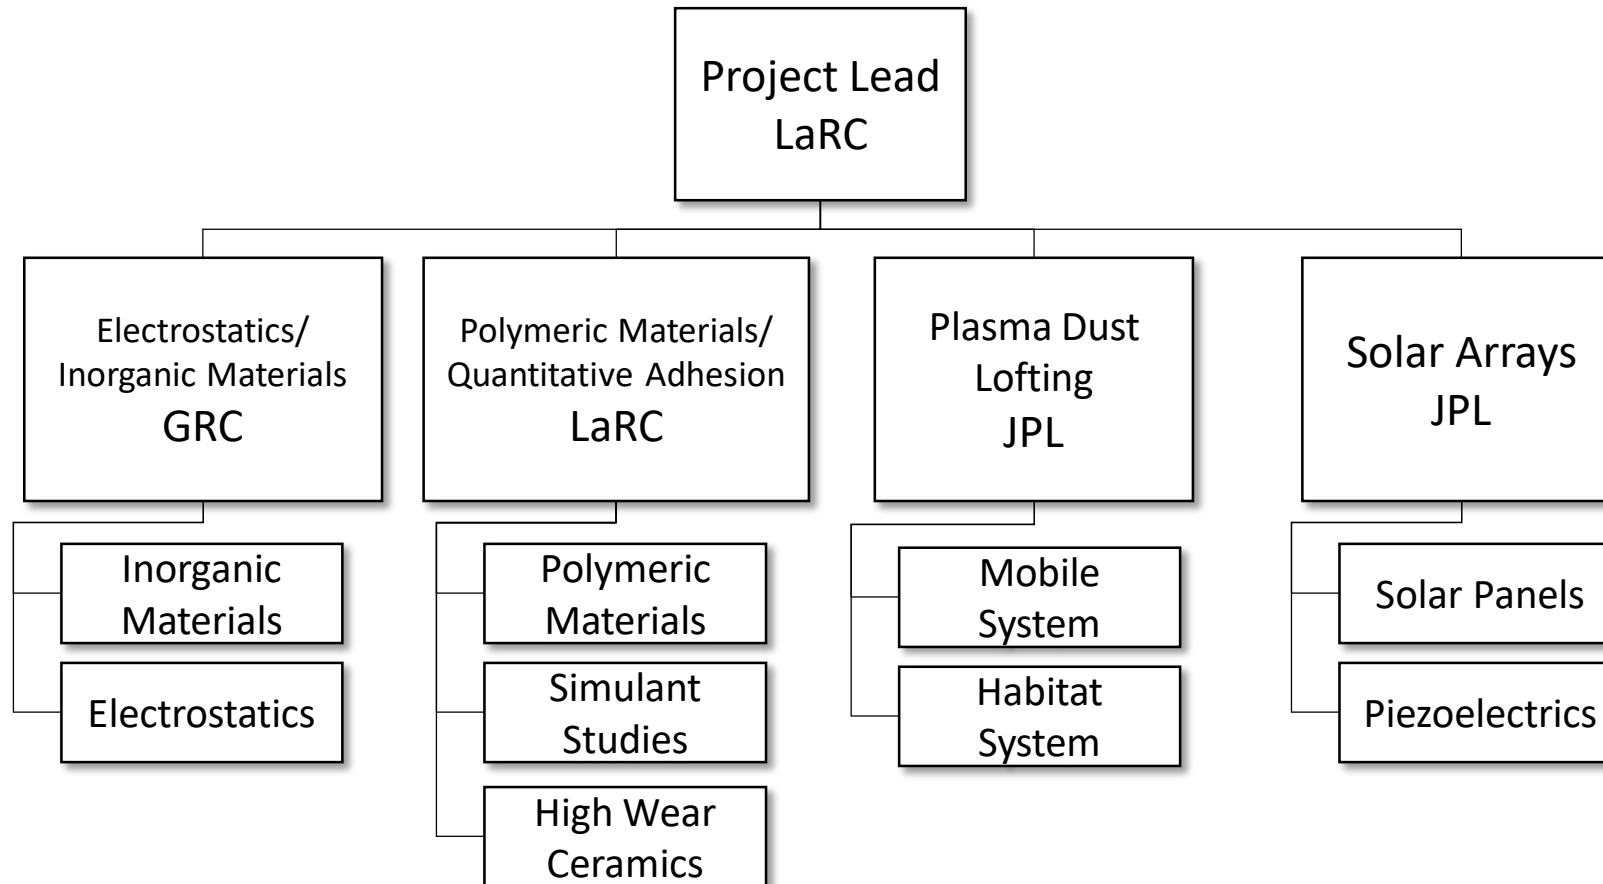 Project Lead
LaRC
Electrostatics/
Inorganic Materials
GRC
Polymeric Materials/
Quantitative Adhesion
LaRC
Plasma Dust
Lofting
JPL
Solar Arrays
JPL
Inorganic
Materials
Electrostatics
Polymeric
Materials
Simulant
Studies
High Wear
Ceramics
Mobile
System
Habitat
System
Solar Panels
Piezoelectrics